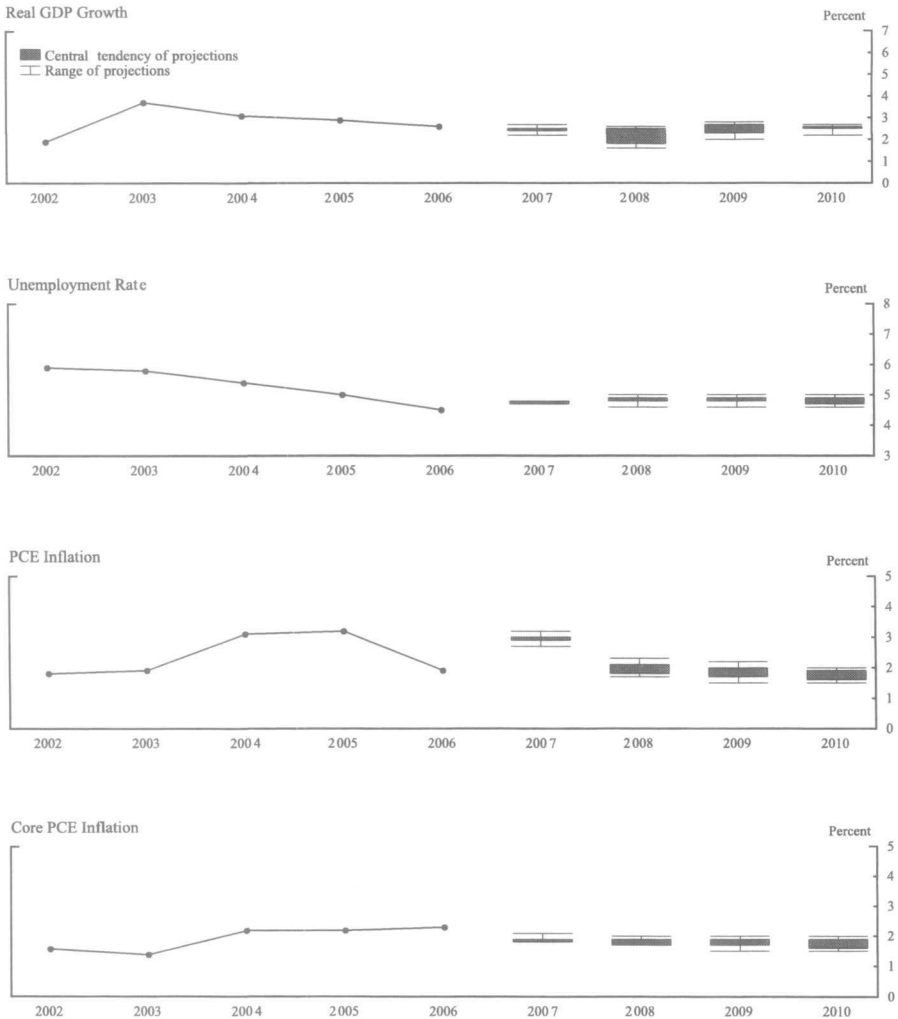 Real GDP Growth
Percent
Central tendency of projections
Range of projections
7
6
5
4
3
2
1
0
2002 2003 2004 2005 2006 2007 2008 2009 2010
Unemployment Rate
Percent
8
7
6
5
4
3
2002 2003 2004 2005 2006 2007 2008 2009 2010
PCE Inflation
Percent
5
4
3
2
1
0
2002 2003 2004 2005 2006 2007 2008 2009 2010
Core PCE Inflation
Percent
5
4
3
2
1
0
2002 2003 2004 2005 2006 2007 2008 2009 2010